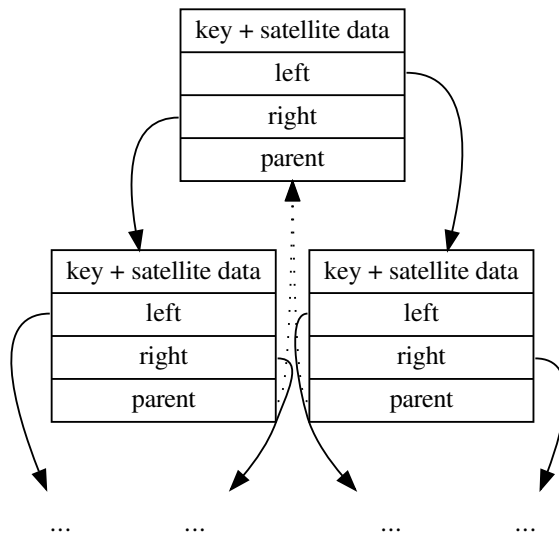 key + satellite data
left
right
parent
key + satellite data
left
right
parent
key + satellite data
left
right
parent
... ... ... ...